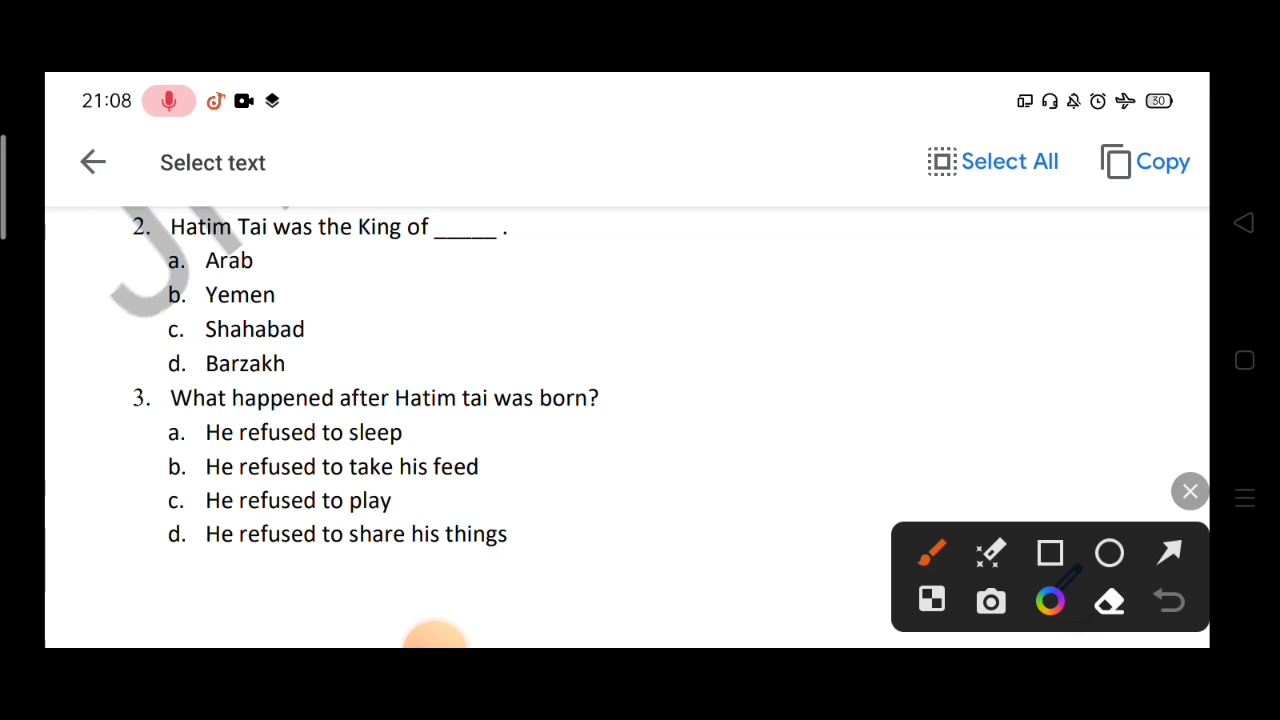 21:08
30
Select text
Select All
Copy
2. Hatim Tai was the King of _____ .
a. Arab
b. Yemen
c. Shahabad
d. Barzakh
3. What happened after Hatim tai was born?
a. He refused to sleep
b. He refused to take his feed
c. He refused to play
d. He refused to share his things